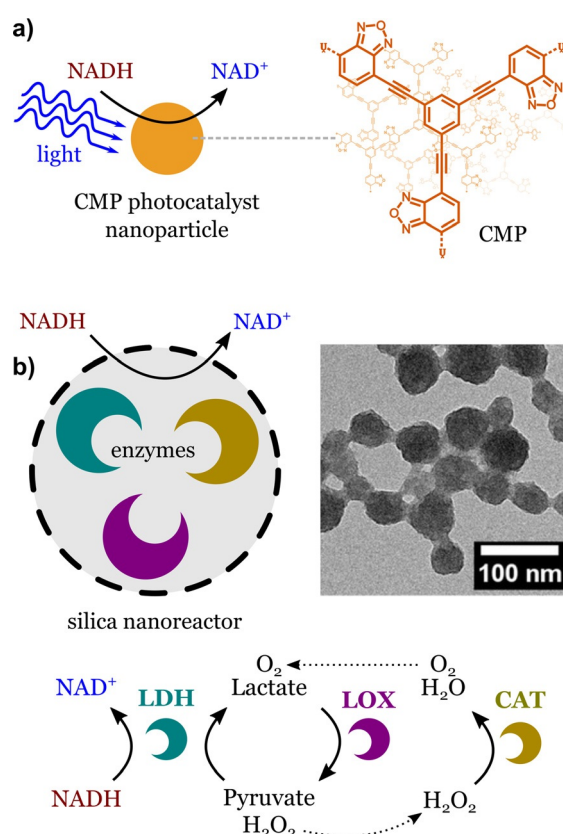 a)
NADH NAD⁺
light
CMP photocatalyst
nanoparticle
N O N
N O N
N O N
CMP
NADH NAD⁺
b)
enzymes
silica nanoreactor
100 nm
O₂ O₂
NAD⁺ LDH Lactate LOX H₂O CAT
NADH Pyruvate H₂O₂
H₂O₂